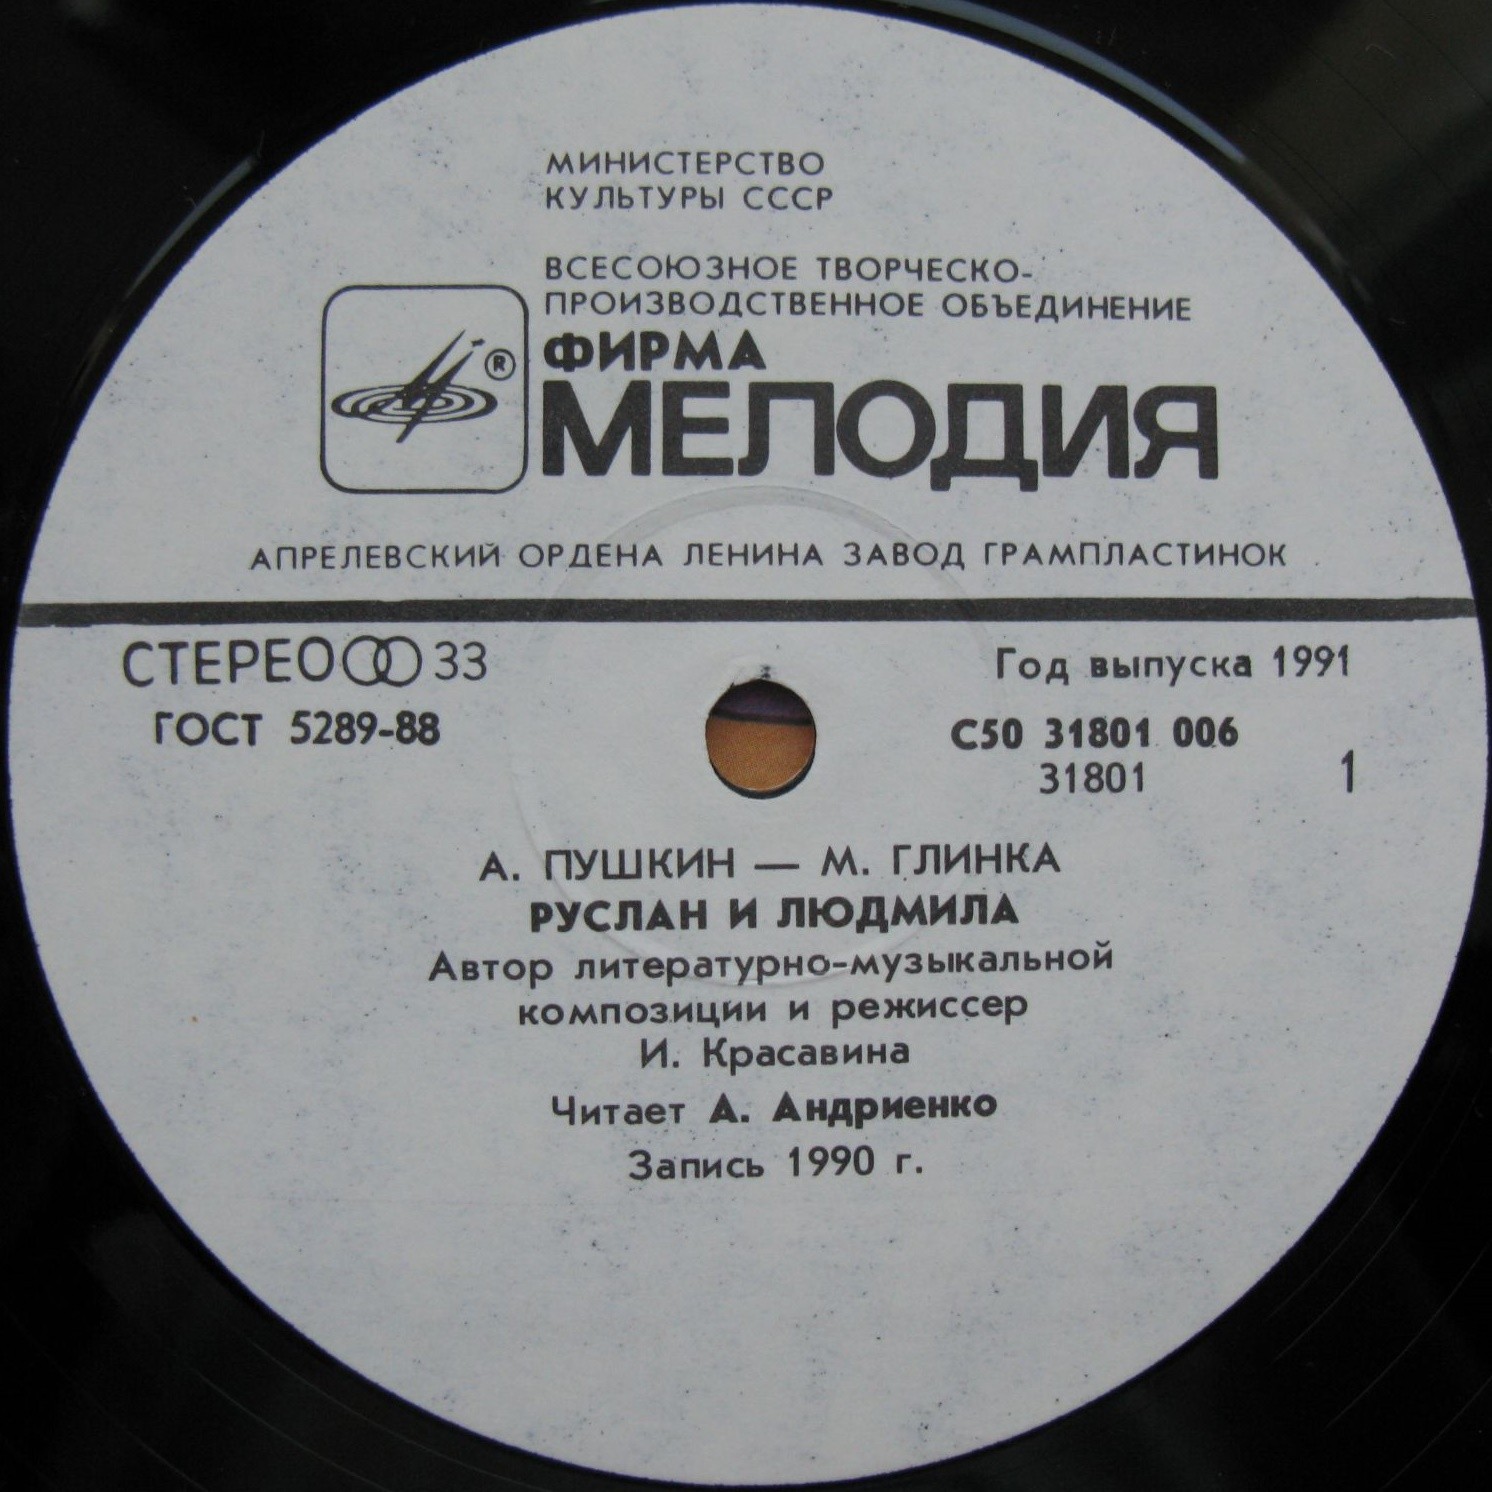 МИНИСТЕРСТВО
КУЛЬТУРЫ СССР
ВСЕСОЮЗНОЕ ТВОРЧЕСКО-
ПРОИЗВОДСТВЕННОЕ ОБЪЕДИНЕНИЕ
ФИРМА
®
МЕЛОДИЯ
АПРЕЛЕВСКИЙ ОРДЕНА ЛЕНИНА ЗАВОД ГРАМПЛАСТИНОК
СТЕРЕО 33
Год выпуска 1991
ГОСТ 5289-88
С50 31801 006
31801
1
А. ПУШКИН — М. ГЛИНКА
РУСЛАН И ЛЮДМИЛА
Автор литературно-музыкальной
композиции и режиссер
И. Красавина
Читает А. Андриенко
Запись 1990 г.